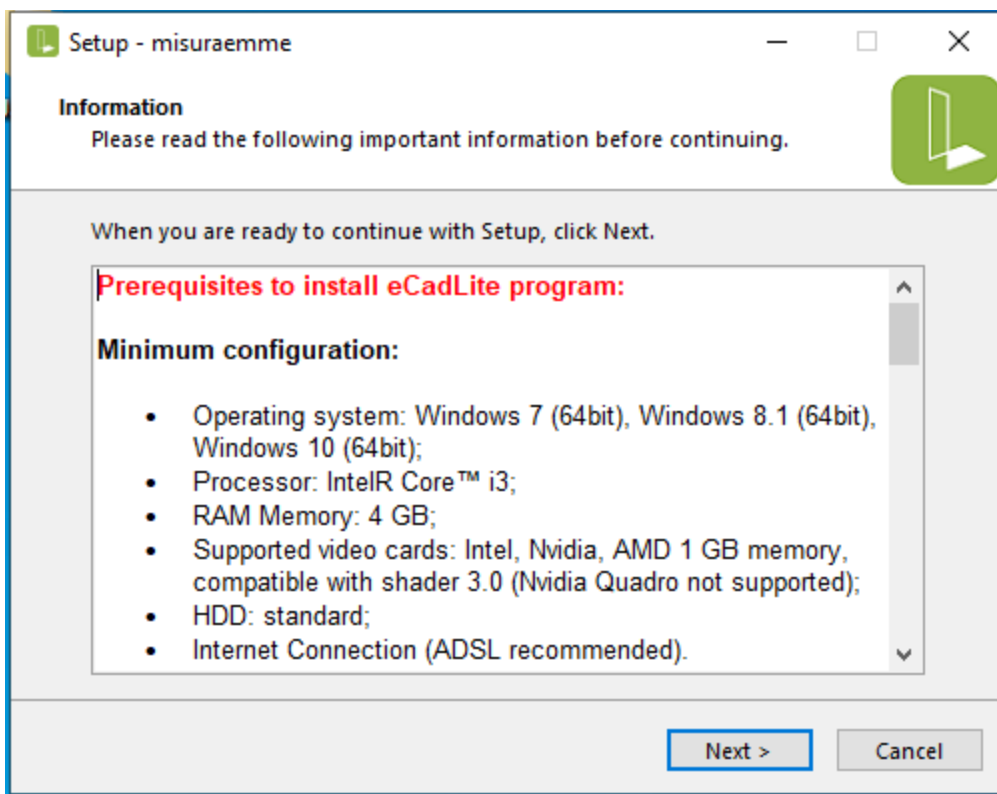 Setup - misuraemme
Information
Please read the following important information before continuing.
When you are ready to continue with Setup, click Next.
Prerequisites to install eCadLite program:
Minimum configuration:
• Operating system: Windows 7 (64bit), Windows 8.1 (64bit),
Windows 10 (64bit);
• Processor: IntelR Core™ i3;
• RAM Memory: 4 GB;
• Supported video cards: Intel, Nvidia, AMD 1 GB memory,
compatible with shader 3.0 (Nvidia Quadro not supported);
• HDD: standard;
• Internet Connection (ADSL recommended).
Next >
Cancel